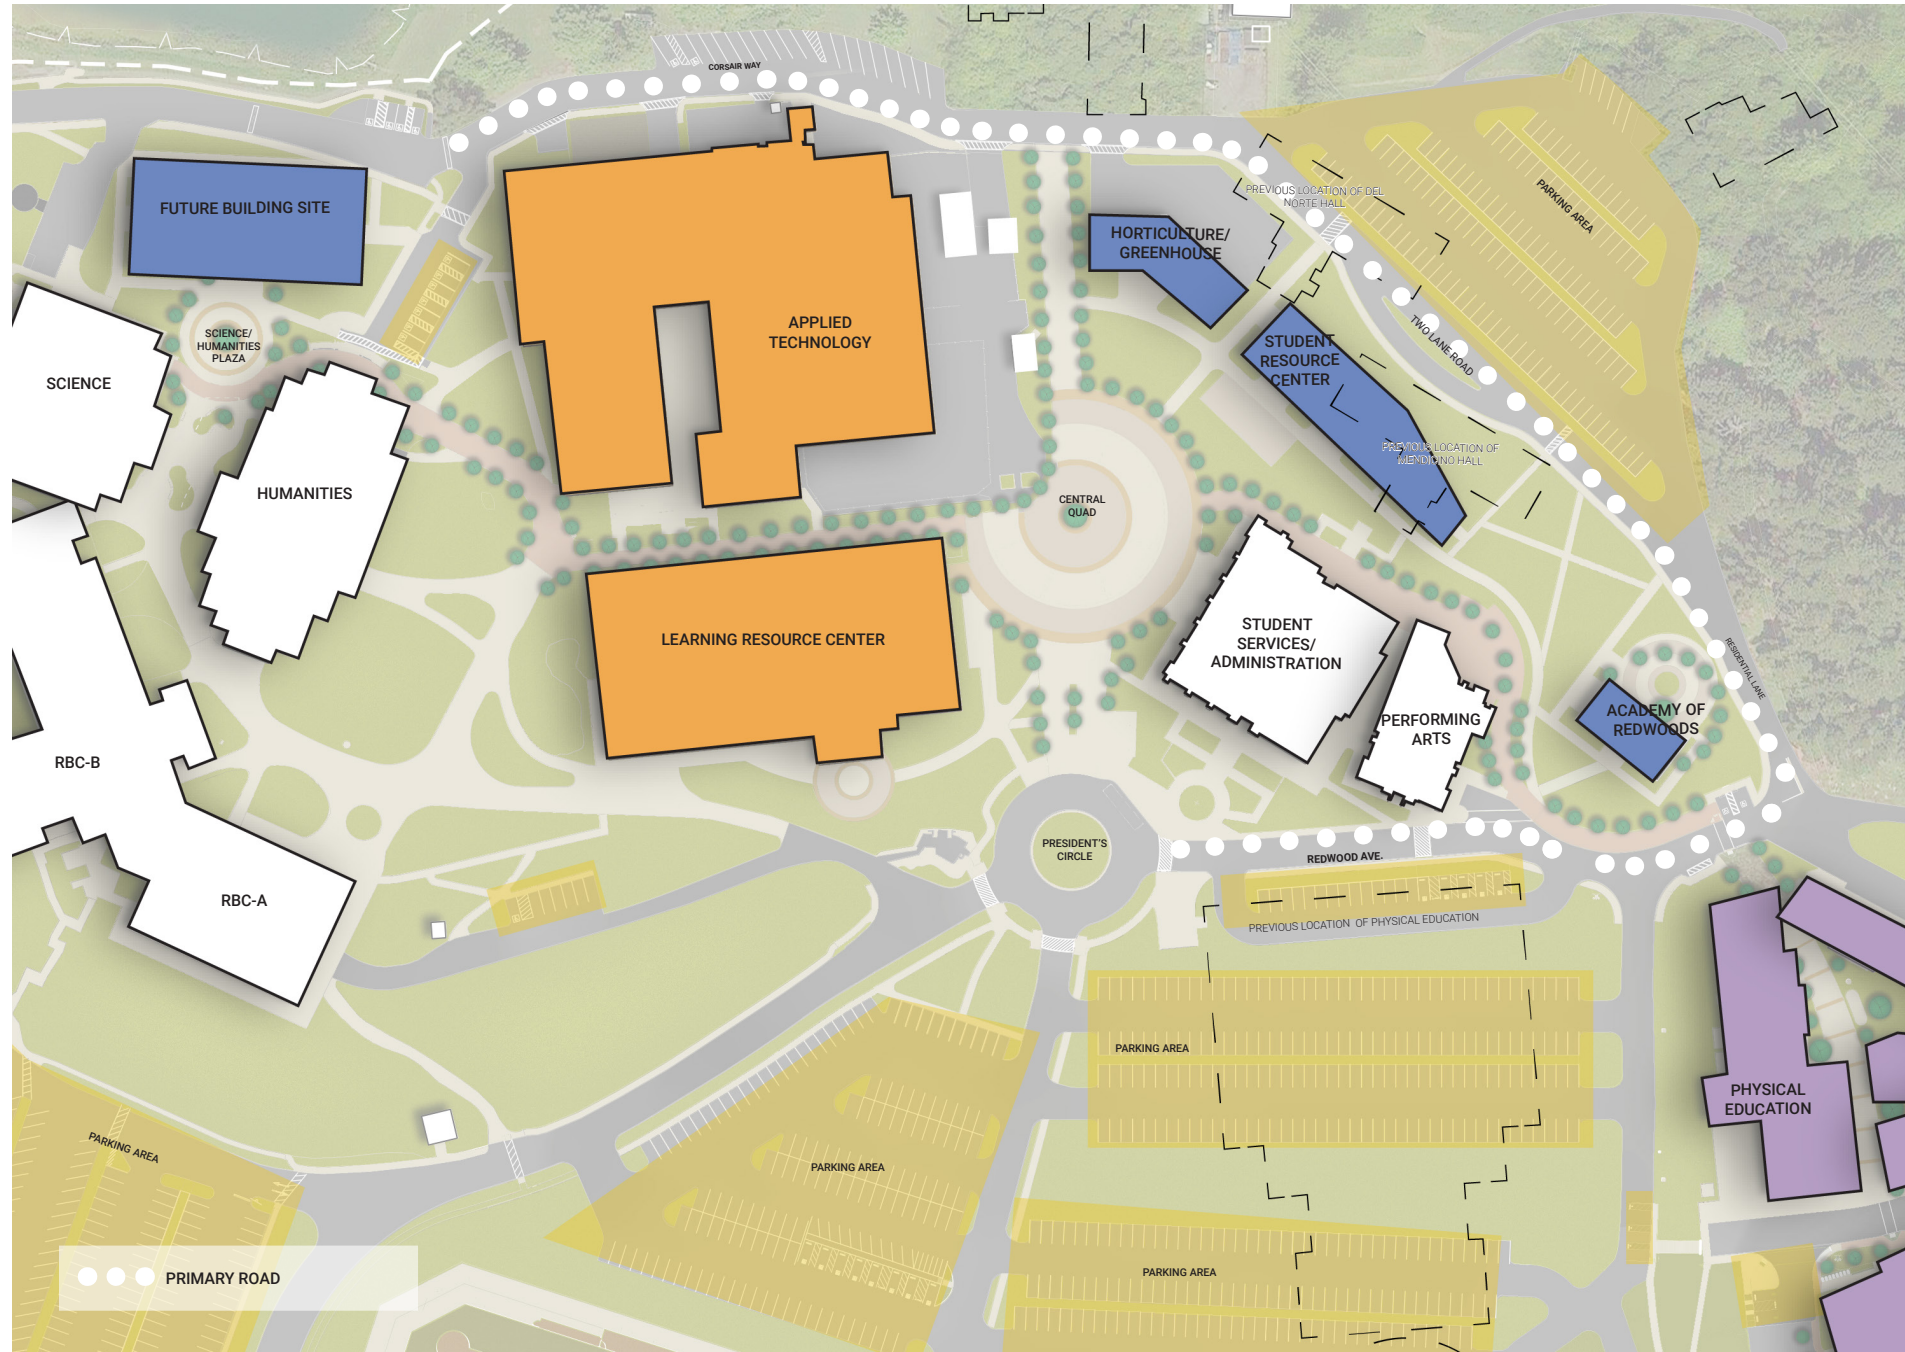 CORSAIR WAY
FUTURE BUILDING SITE
PREVIOUS LOCATION OF DEL
NORTE HALL
PARKING AREA
HORTICULTURE/
GREENHOUSE
SCIENCE/
HUMANITIES
PLAZA
APPLIED
TECHNOLOGY
TWO LANE ROAD
STUDENT
RESOURCE
CENTER
SCIENCE
PREVIOUS LOCATION OF
MENDICINO HALL
HUMANITIES
CENTRAL
QUAD
LEARNING RESOURCE CENTER
STUDENT
SERVICES/
ADMINISTRATION
RESIDENTIAL LANE
PERFORMING
ARTS
ACADEMY OF
REDWOODS
RBC-B
PRESIDENT'S
CIRCLE
REDWOOD AVE.
RBC-A
PREVIOUS LOCATION OF PHYSICAL EDUCATION
PARKING AREA
PHYSICAL
EDUCATION
PARKING AREA
PARKING AREA
PARKING AREA
PRIMARY ROAD